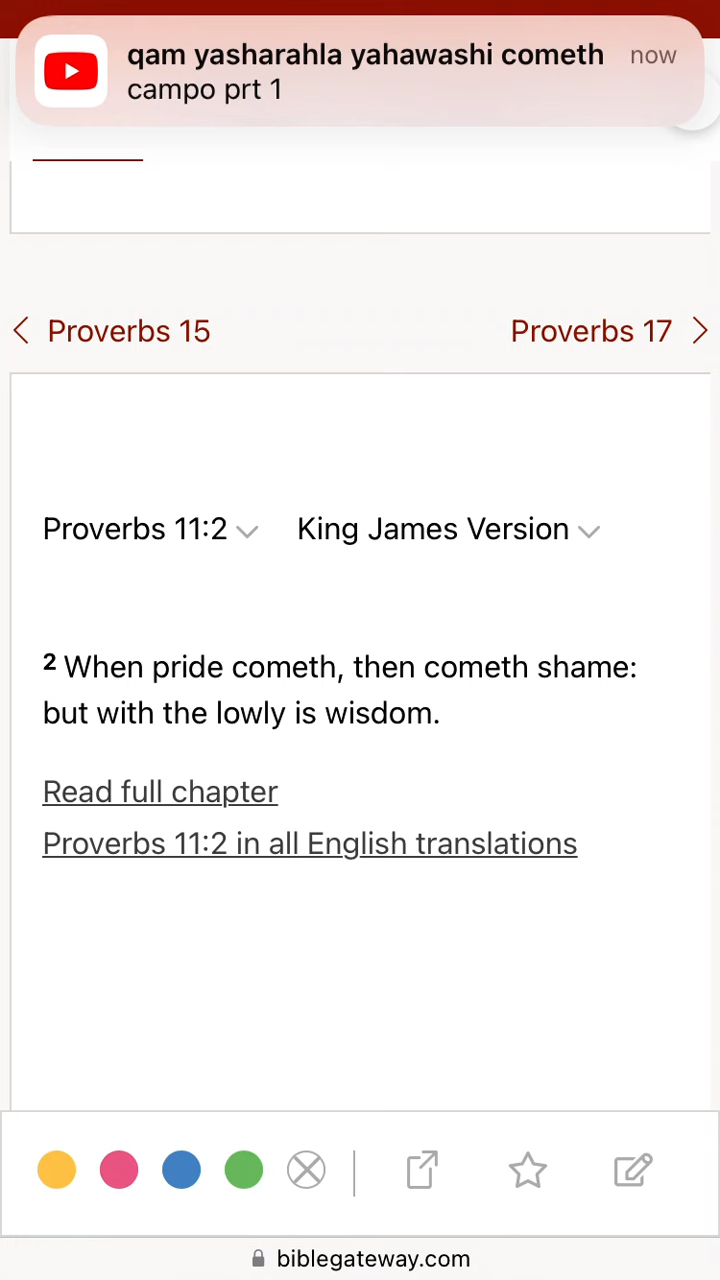 qam yasharahla yahawashi cometh now
campo prt 1
Proverbs 15 Proverbs 17
Proverbs 11:2 King James Version
2 When pride cometh, then cometh shame:
but with the lowly is wisdom.
Read full chapter
Proverbs 11:2 in all English translations
biblegateway.com